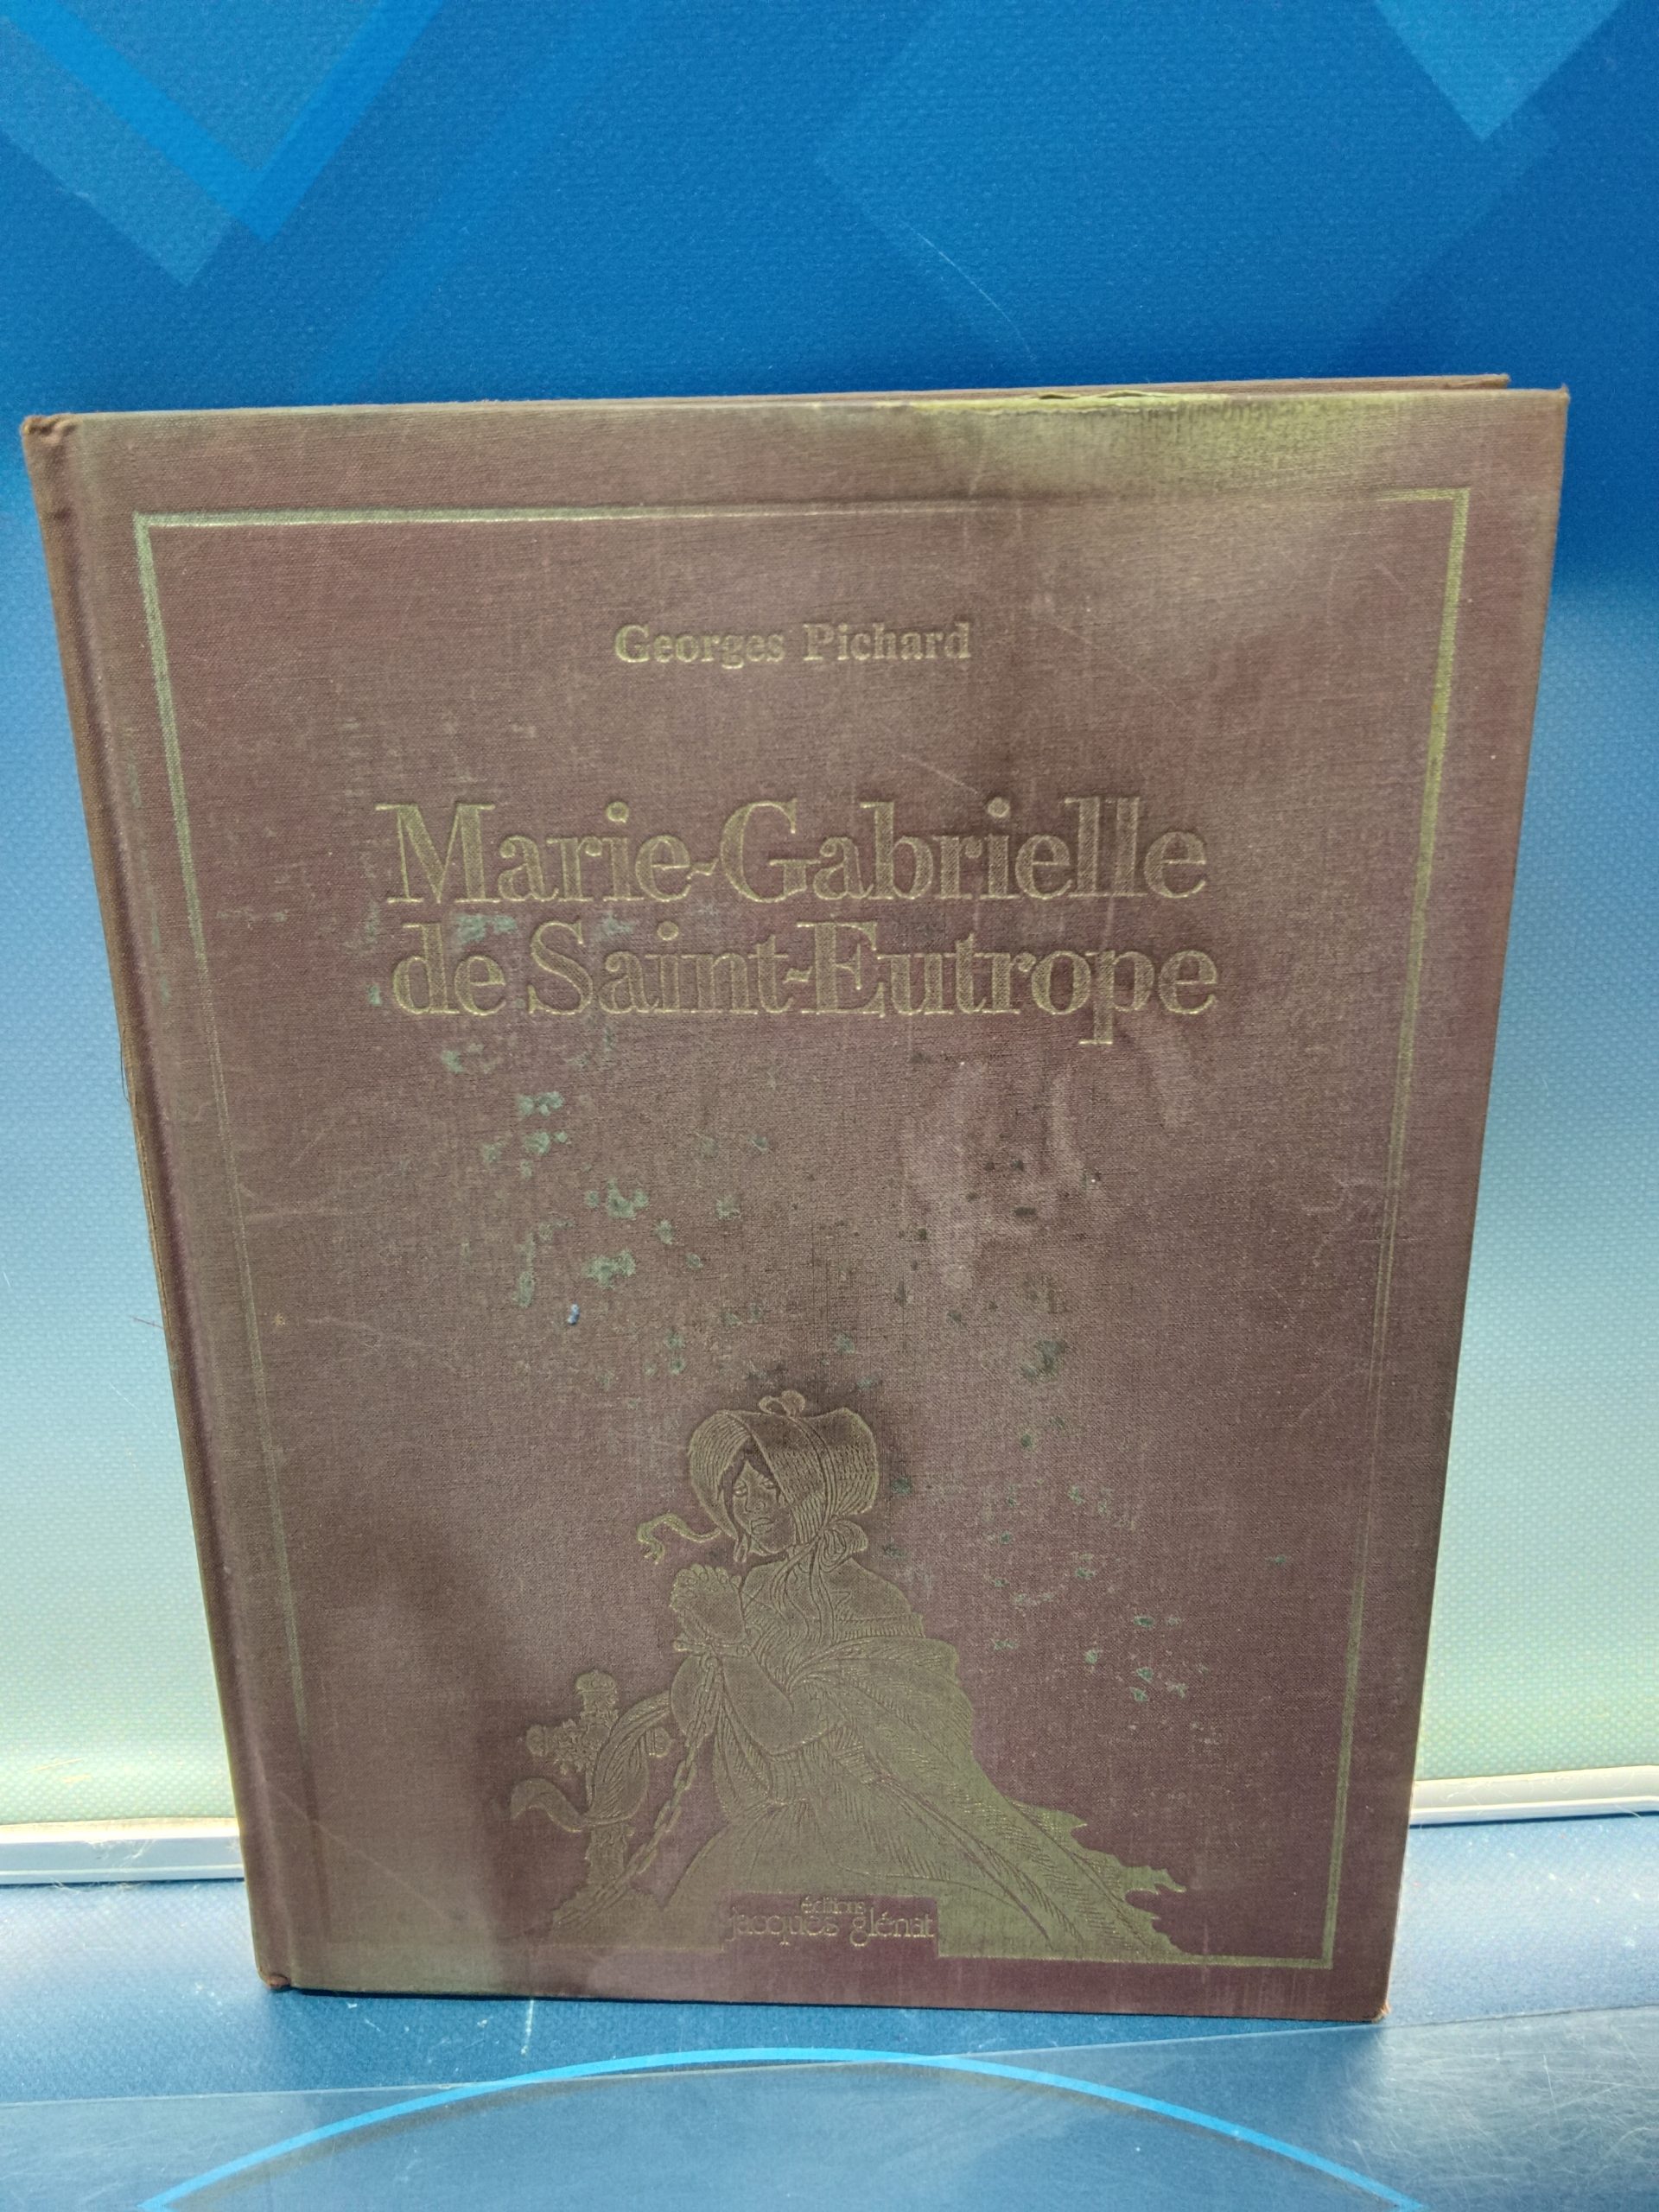 Georges Pichard
Marie-Gabrielle
de Saint-Eutrope
éditions
jacques glénat